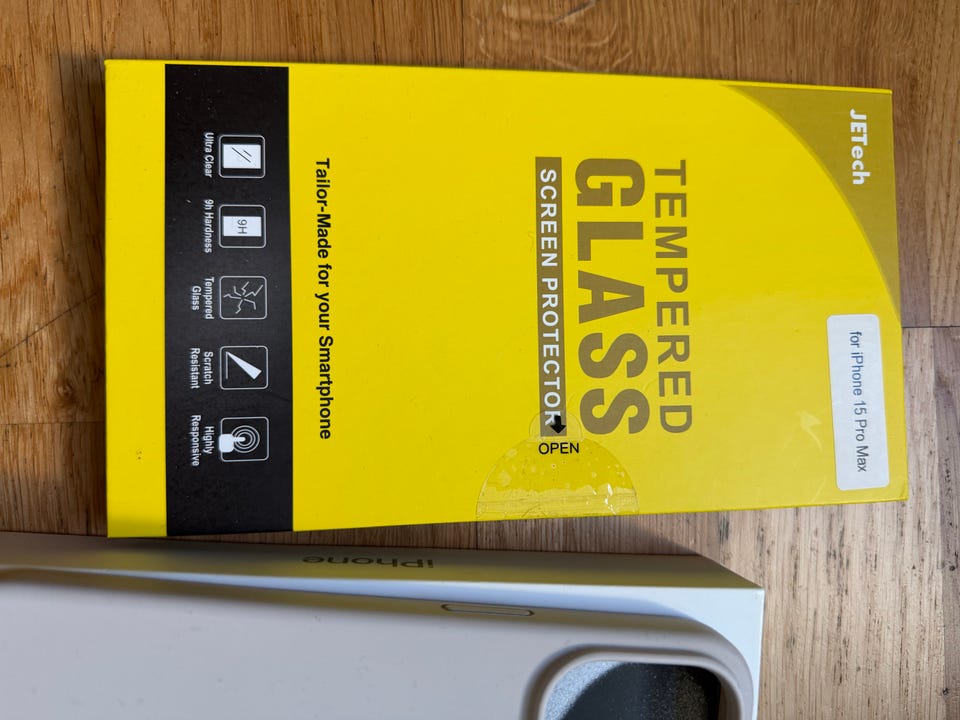 JETech
for iPhone 15 Pro Max
TEMPERED
GLASS
SCREEN PROTECTOR
OPEN
Tailor-Made for your Smartphone
Ultra Clear
9H
9h Hardness
Tempered
Glass
Scratch
Resistant
Highly
Responsive
iPhone